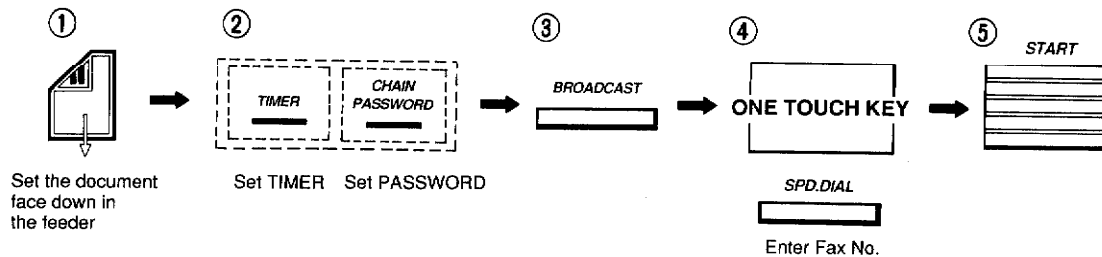 ①
Set the document
face down in
the feeder
②
TIMER
CHAIN
PASSWORD
Set TIMER
Set PASSWORD
③
BROADCAST
④
ONE TOUCH KEY
SPD.DIAL
Enter Fax No.
⑤
START